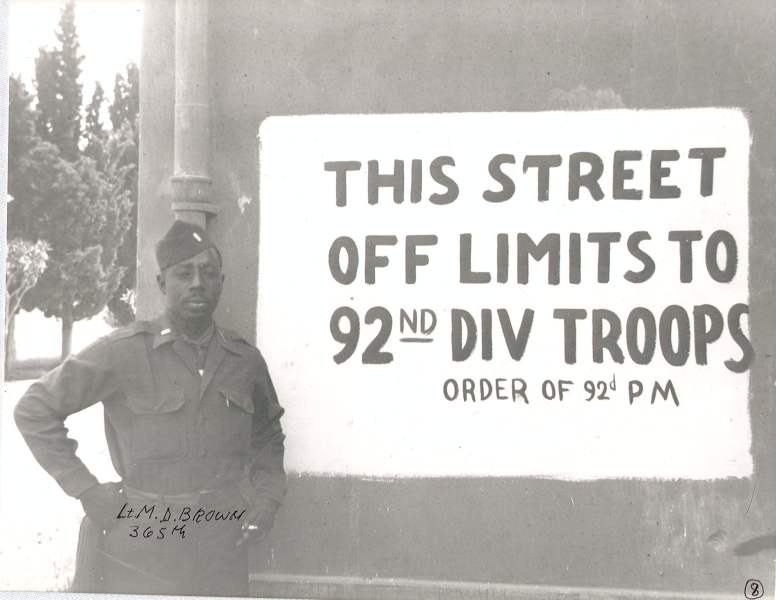 THIS STREET
OFF LIMITS TO
92ND DIV TROOPS
ORDER OF 92d PM
Lt. M. D. BROWN
365th
8